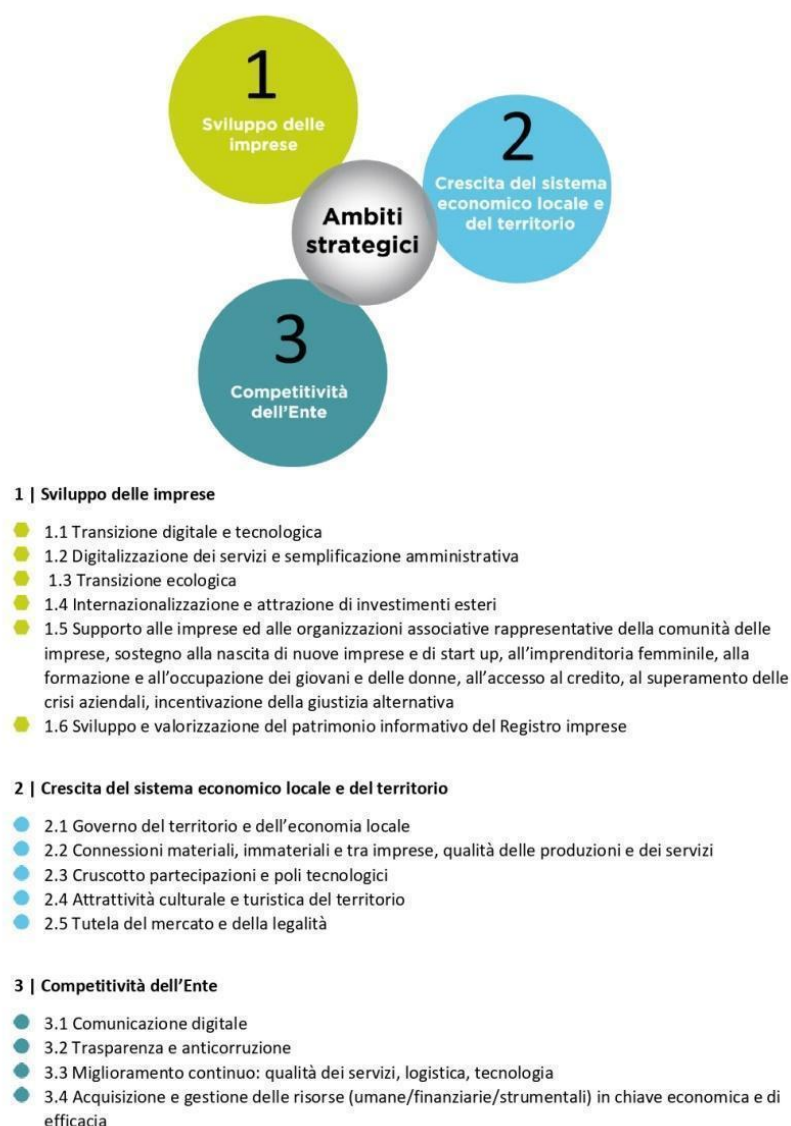 1
Sviluppo delle
imprese
2
Crescita del sistema
economico locale e
del territorio
Ambiti
strategici
3
Competitività
dell'Ente
1 | Sviluppo delle imprese
1.1 Transizione digitale e tecnologica
1.2 Digitalizzazione dei servizi e semplificazione amministrativa
1.3 Transizione ecologica
1.4 Internazionalizzazione e attrazione di investimenti esteri
1.5 Supporto alle imprese ed alle organizzazioni associative rappresentative della comunità delle
imprese, sostegno alla nascita di nuove imprese e di start up, all'imprenditoria femminile, alla
formazione e all'occupazione dei giovani e delle donne, all'accesso al credito, al superamento delle
crisi aziendali, incentivazione della giustizia alternativa
1.6 Sviluppo e valorizzazione del patrimonio informativo del Registro imprese
2 | Crescita del sistema economico locale e del territorio
2.1 Governo del territorio e dell'economia locale
2.2 Connessioni materiali, immateriali e tra imprese, qualità delle produzioni e dei servizi
2.3 Cruscotto partecipazioni e poli tecnologici
2.4 Attrattività culturale e turistica del territorio
2.5 Tutela del mercato e della legalità
3 | Competitività dell'Ente
3.1 Comunicazione digitale
3.2 Trasparenza e anticorruzione
3.3 Miglioramento continuo: qualità dei servizi, logistica, tecnologia
3.4 Acquisizione e gestione delle risorse (umane/finanziarie/strumentali) in chiave economica e di
efficacia